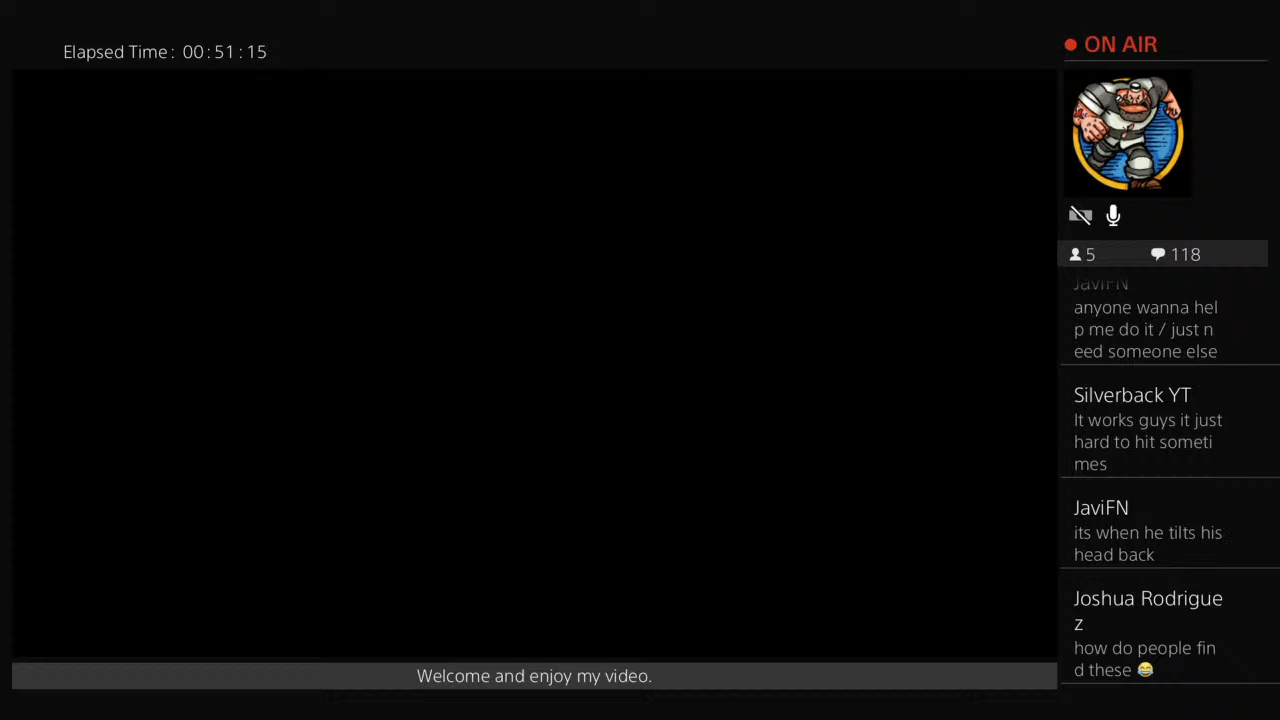 Elapsed Time: 00:51:15
ON AIR
5 118
JaviFN
anyone wanna hel
p me do it / just n
eed someone else
Silverback YT
It works guys it just
hard to hit someti
mes
JaviFN
its when he tilts his
head back
Joshua Rodrigue
z
how do people fin
d these 😂
Welcome and enjoy my video.